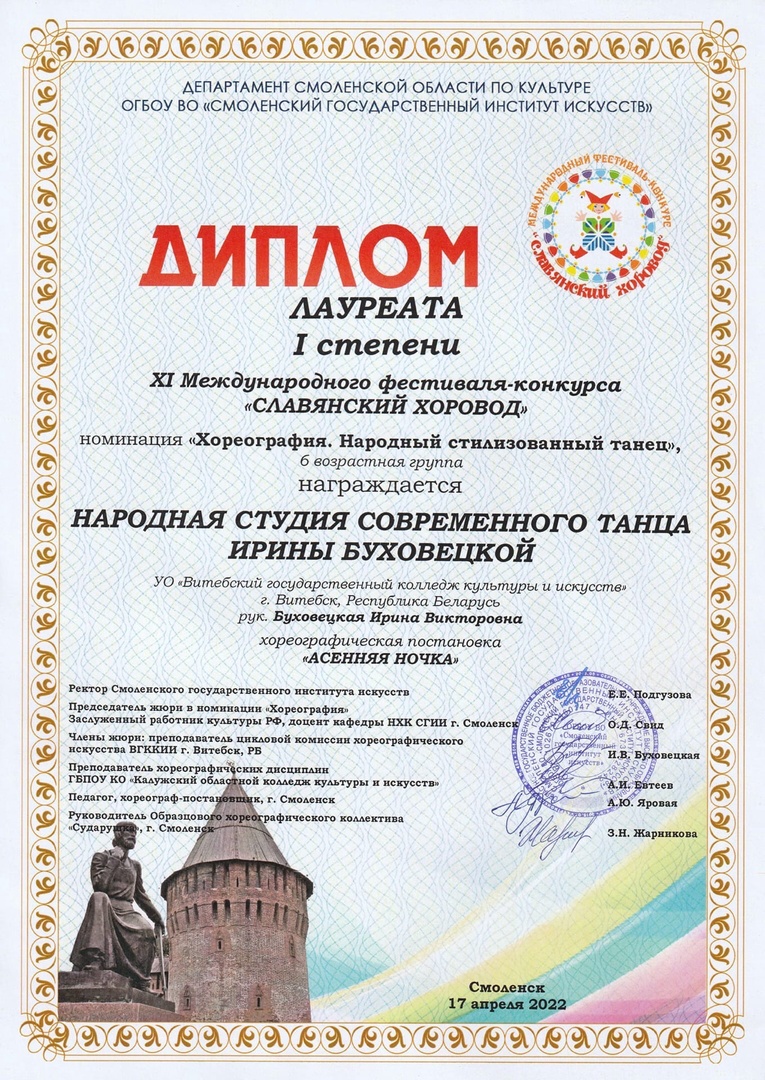 ДЕПАРТАМЕНТ СМОЛЕНСКОЙ ОБЛАСТИ ПО КУЛЬТУРЕ
ОГБОУ ВО «СМОЛЕНСКИЙ ГОСУДАРСТВЕННЫЙ ИНСТИТУТ ИСКУССТВ»
МЕЖДУНАРОДНЫЙ ФЕСТИВАЛЬ-КОНКУРС
"СЛАВЯНСКИЙ ХОРОВОД"
ДИПЛОМ
ЛАУРЕАТА
I степени
XI Международного фестиваля-конкурса
«СЛАВЯНСКИЙ ХОРОВОД»
номинация «Хореография. Народный стилизованный танец»,
6 возрастная группа
награждается
НАРОДНАЯ СТУДИЯ СОВРЕМЕННОГО ТАНЦА
ИРИНЫ БУХОВЕЦКОЙ
УО «Витебский государственный колледж культуры и искусств»
г. Витебск, Республика Беларусь
рук. Буховецкая Ирина Викторовна
хореографическая постановка
«АСЕННЯЯ НОЧКА»
Ректор Смоленского государственного института искусств Е.Е. Подгузова
Председатель жюри в номинации «Хореография»
Заслуженный работник культуры РФ, доцент кафедры НХК СГИИ г. Смоленск О.Д. Свид
Члены жюри: преподаватель цикловой комиссии хореографического
искусства ВГККИИ г. Витебск, РБ И.В. Буховецкая
Преподаватель хореографических дисциплин
ГБПОУ КО «Калужский областной колледж культуры и искусств» А.И. Евтеев
Педагог, хореограф-постановщик, г. Смоленск А.Ю. Яровая
Руководитель Образцового хореографического коллектива
«Сударушка», г. Смоленск З.Н. Жарникова
«Смоленский
государственный
институт
искусств»
Смоленск
17 апреля 2022